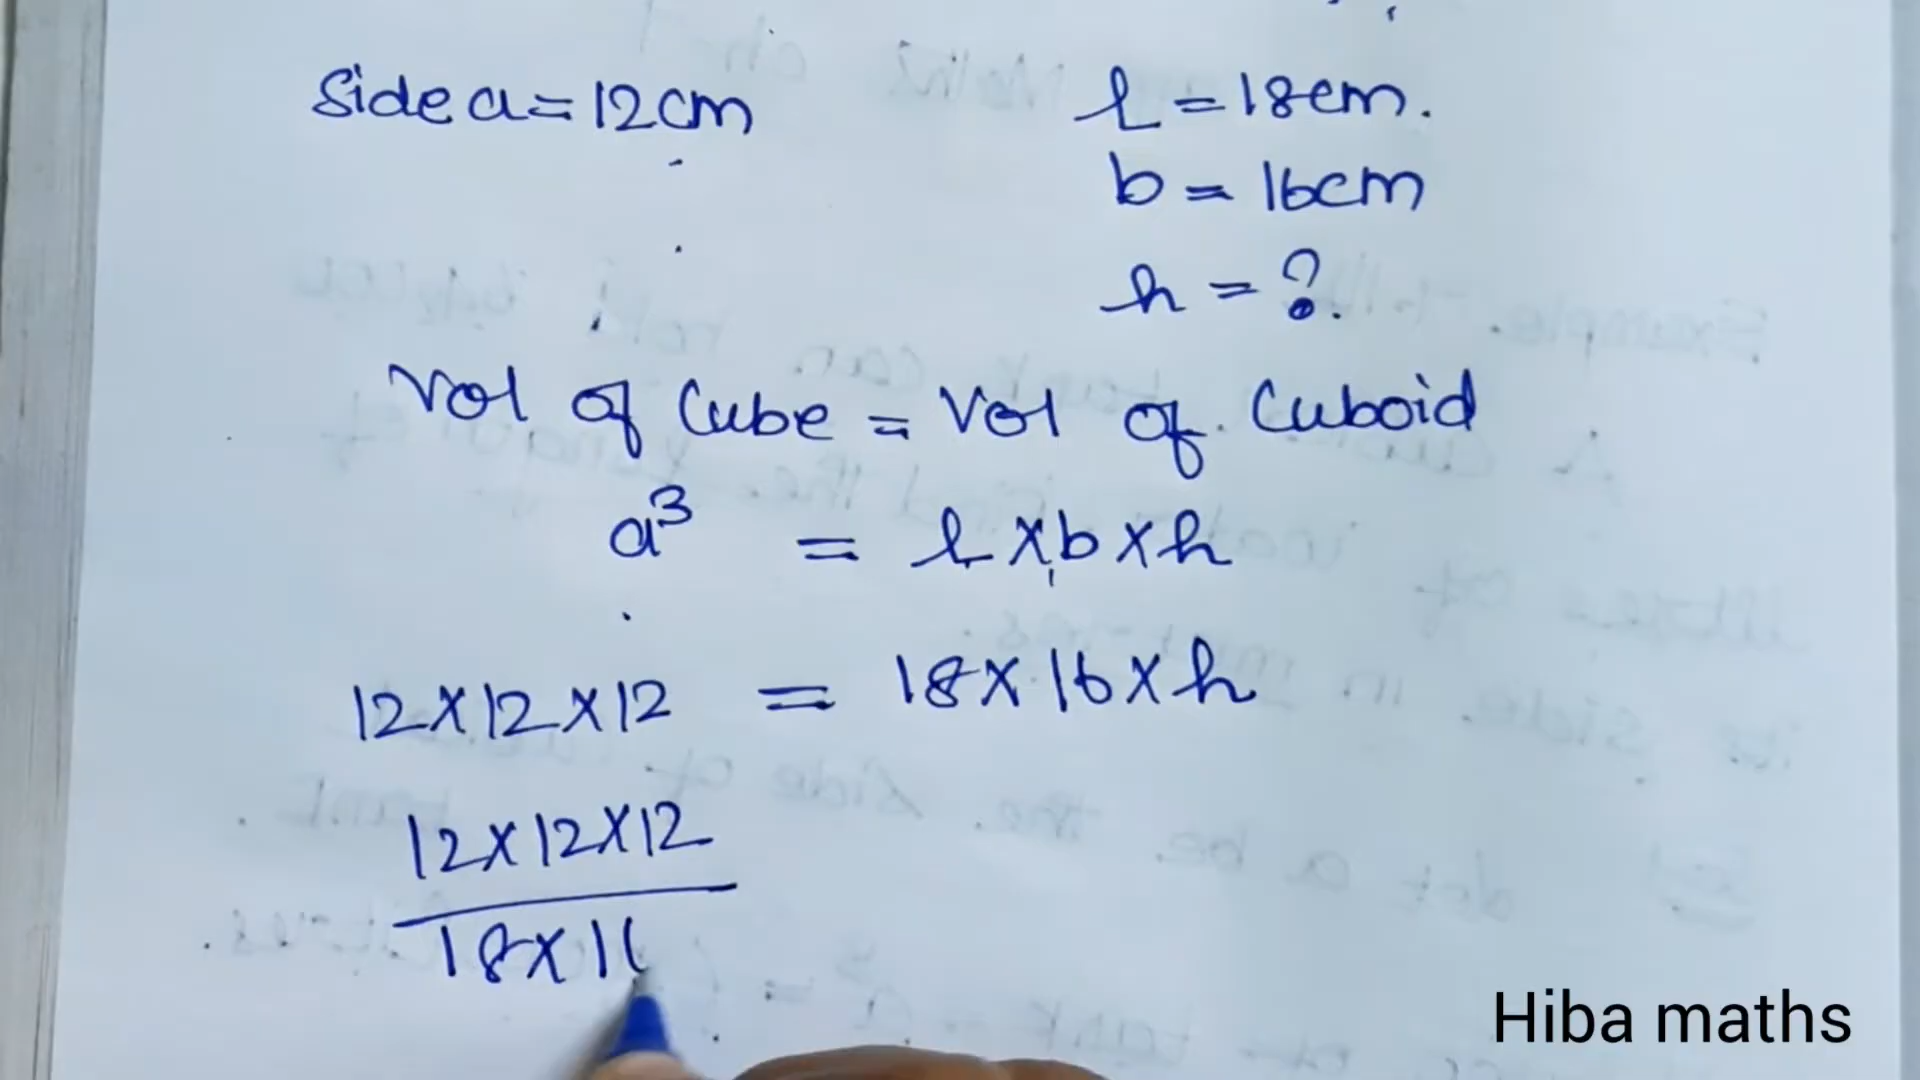 Side a = 12cm
l = 18cm.
b = 16cm
h = ?
Vol of Cube = Vol of Cuboid
a³ = l × b × h
12 × 12 × 12 = 18 × 16 × h
12 × 12 × 12
18 × 1
Hiba maths